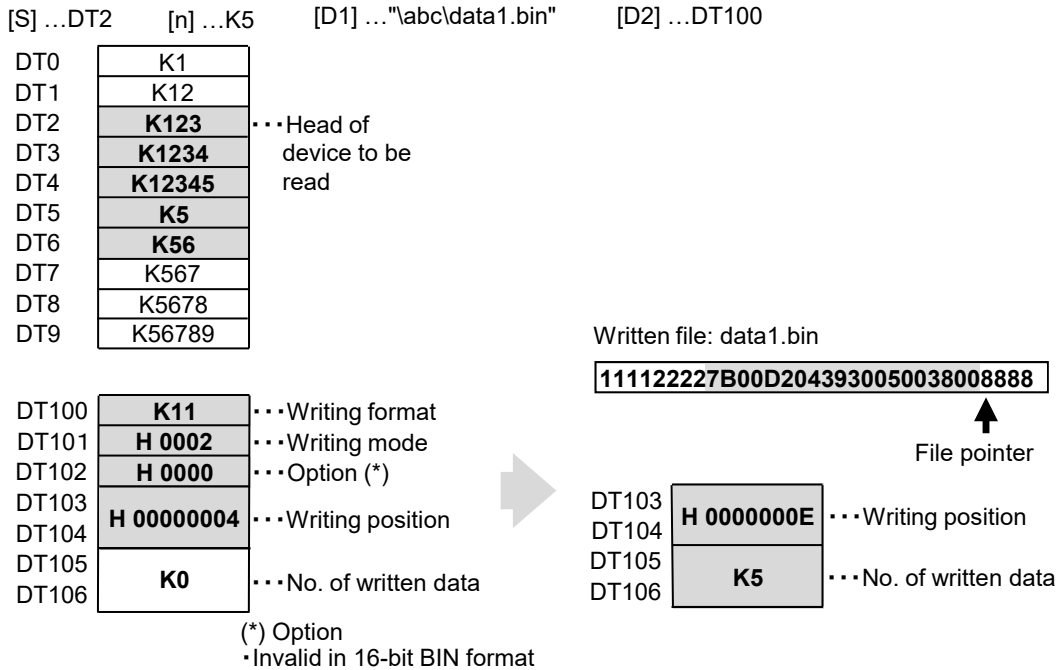 [S] …DT2 [n] …K5 [D1] …"\abc\data1.bin" [D2] …DT100
DT0 K1
DT1 K12
DT2 K123 ･･･Head of
DT3 K1234 device to be
DT4 K12345 read
DT5 K5
DT6 K56
DT7 K567
DT8 K5678
DT9 K56789
Written file: data1.bin
111122227B00D2043930050038008888
File pointer
DT100 K11 ･･･Writing format
DT101 H 0002 ･･･Writing mode
DT102 H 0000 ･･･Option (*)
DT103
DT104 H 00000004 ･･･Writing position
DT105
DT106 K0 ･･･No. of written data
DT103
DT104 H 0000000E ･･･Writing position
DT105
DT106 K5 ･･･No. of written data
(*) Option
･Invalid in 16-bit BIN format